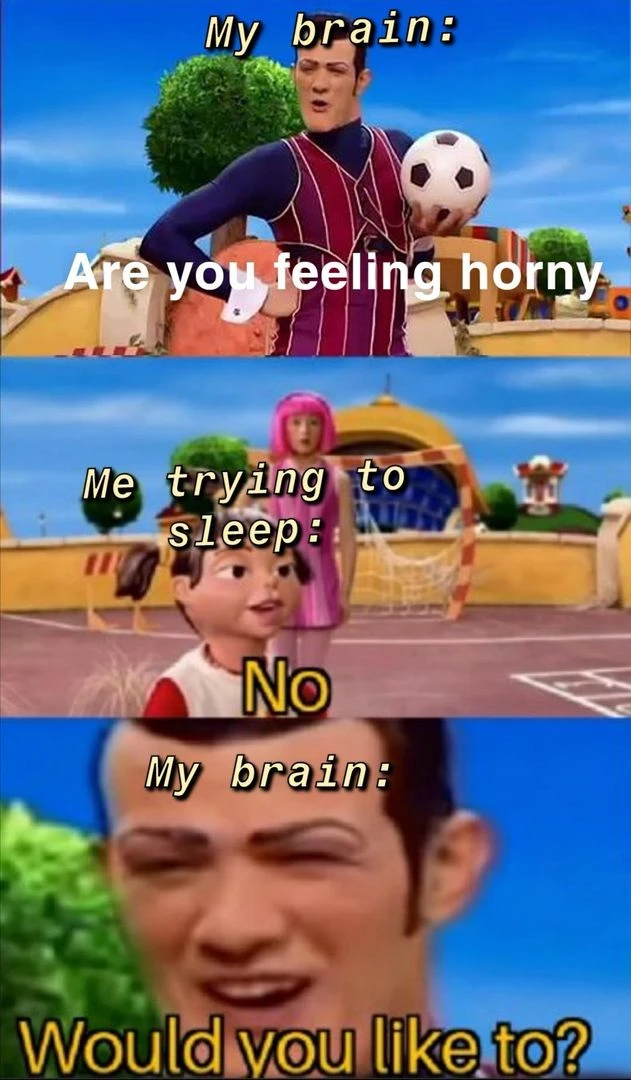 My brain:
Are you feeling horny
Me trying to
sleep:
No
My brain:
Would you like to?